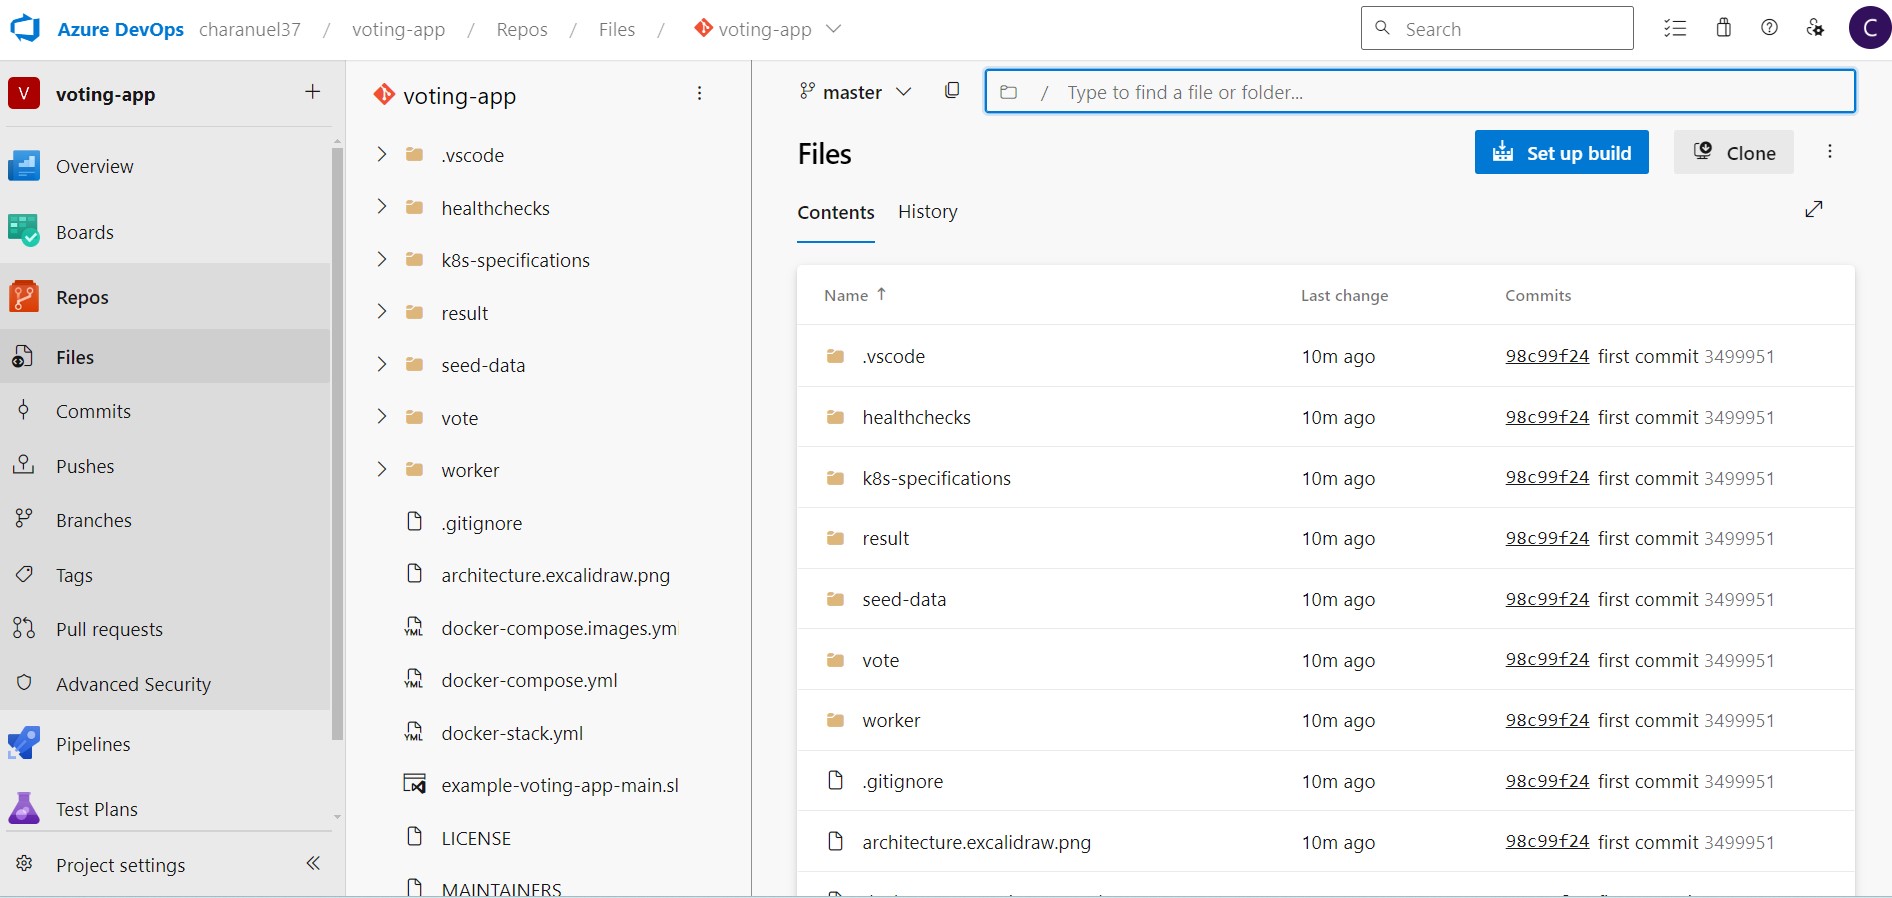 Azure DevOps charanuel37 / voting-app / Repos / Files / voting-app
Search
C
V voting-app +
Overview
Boards
Repos
Files
Commits
Pushes
Branches
Tags
Pull requests
Advanced Security
Pipelines
Test Plans
Project settings
voting-app
.vscode
healthchecks
k8s-specifications
result
seed-data
vote
worker
.gitignore
architecture.excalidraw.png
YML docker-compose.images.yml
YML docker-compose.yml
YML docker-stack.yml
example-voting-app-main.sl
LICENSE
MAINTAINERS
master
/ Type to find a file or folder...
Files
Set up build
Clone
Contents History
Name ↑ Last change Commits
.vscode 10m ago 98c99f24 first commit 3499951
healthchecks 10m ago 98c99f24 first commit 3499951
k8s-specifications 10m ago 98c99f24 first commit 3499951
result 10m ago 98c99f24 first commit 3499951
seed-data 10m ago 98c99f24 first commit 3499951
vote 10m ago 98c99f24 first commit 3499951
worker 10m ago 98c99f24 first commit 3499951
.gitignore 10m ago 98c99f24 first commit 3499951
architecture.excalidraw.png 10m ago 98c99f24 first commit 3499951